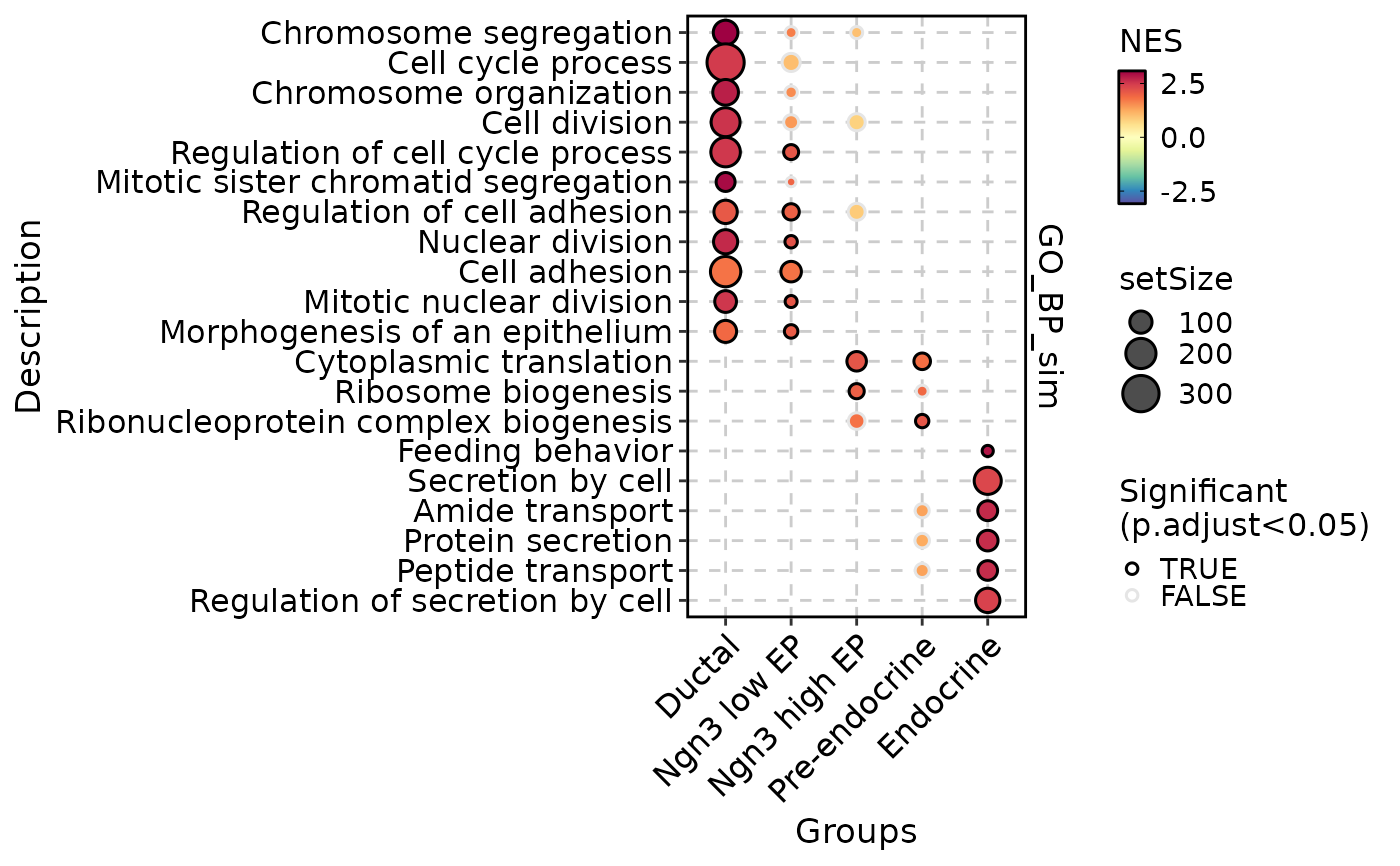 Description
Chromosome segregation
Cell cycle process
Chromosome organization
Cell division
Regulation of cell cycle process
Mitotic sister chromatid segregation
Regulation of cell adhesion
Nuclear division
Cell adhesion
Mitotic nuclear division
Morphogenesis of an epithelium
Cytoplasmic translation
Ribosome biogenesis
Ribonucleoprotein complex biogenesis
Feeding behavior
Secretion by cell
Amide transport
Protein secretion
Peptide transport
Regulation of secretion by cell
Ductal
Ngn3 low EP
Ngn3 high EP
Pre-endocrine
Endocrine
Groups
GO_BP_sim
NES
2.5
0.0
-2.5
setSize
100
200
300
Significant
(p.adjust<0.05)
TRUE
FALSE